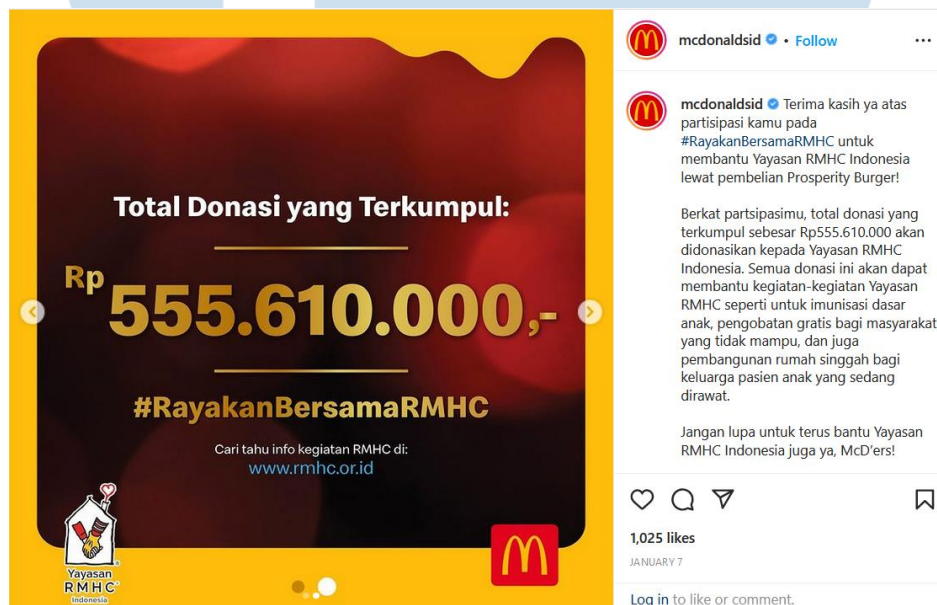 Total Donasi yang Terkumpul:
Rp555.610.000,-
#RayakanBersamaRMHC
Cari tahu info kegiatan RMHC di:
www.rmhc.or.id
Yayasan
RMHC
Indonesia
mcdonaldsid • Follow
mcdonaldsid Terima kasih ya atas
partisipasi kamu pada
#RayakanBersamaRMHC untuk
membantu Yayasan RMHC Indonesia
lewat pembelian Prosperity Burger!
Berkat partsipasimu, total donasi yang
terkumpul sebesar Rp555.610.000 akan
didonasikan kepada Yayasan RMHC
Indonesia. Semua donasi ini akan dapat
membantu kegiatan-kegiatan Yayasan
RMHC seperti untuk imunisasi dasar
anak, pengobatan gratis bagi masyarakat
yang tidak mampu, dan juga
pembangunan rumah singgah bagi
keluarga pasien anak yang sedang
dirawat.
Jangan lupa untuk terus bantu Yayasan
RMHC Indonesia juga ya, McD'ers!
1,025 likes
JANUARY 7
Log in to like or comment.